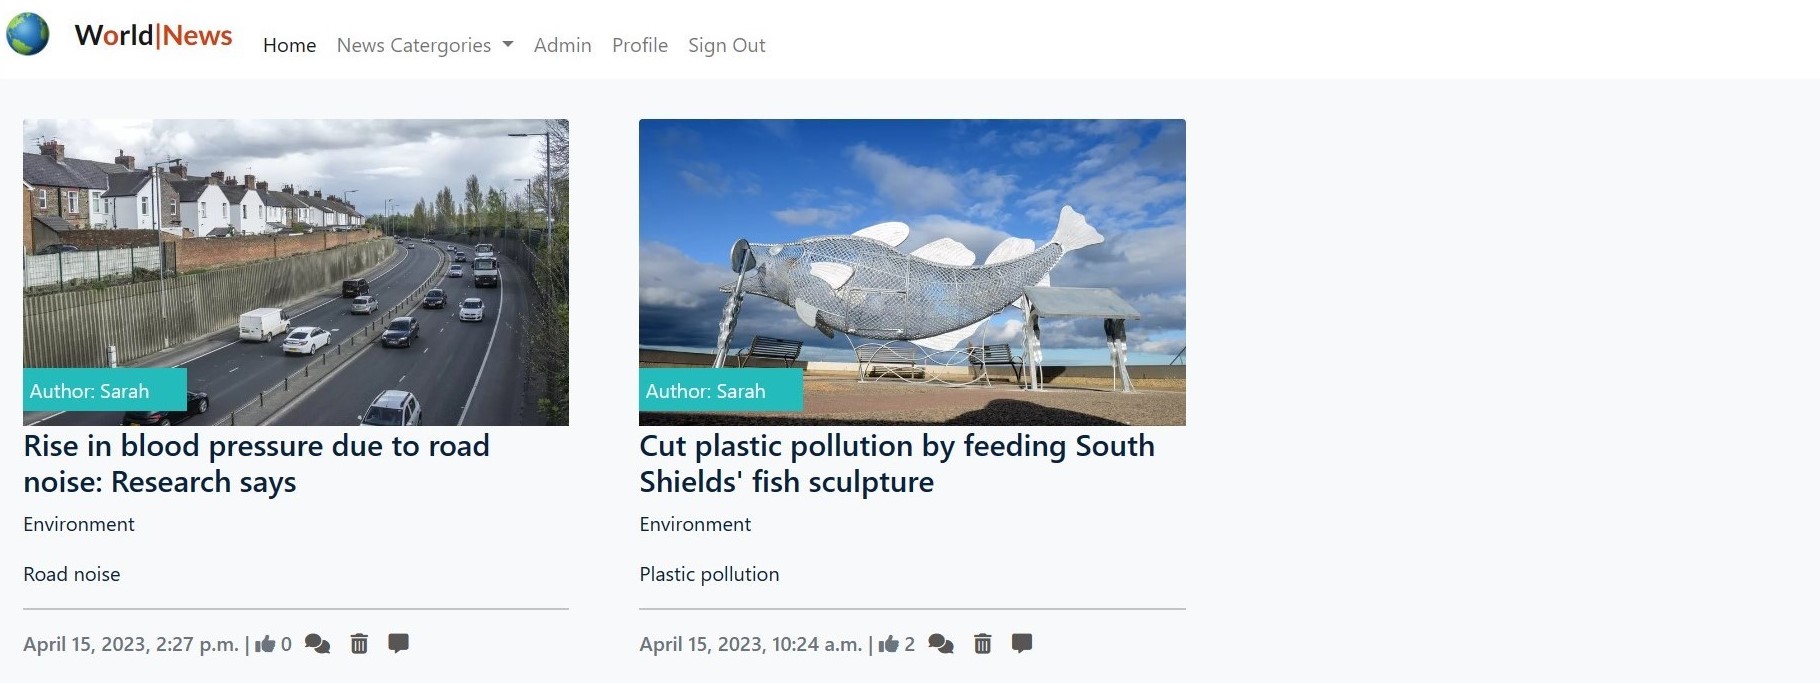 World|News
Home News Catergories Admin Profile Sign Out
Author: Sarah
Rise in blood pressure due to road
noise: Research says
Environment
Road noise
April 15, 2023, 2:27 p.m. | 0
Author: Sarah
Cut plastic pollution by feeding South
Shields' fish sculpture
Environment
Plastic pollution
April 15, 2023, 10:24 a.m. | 2